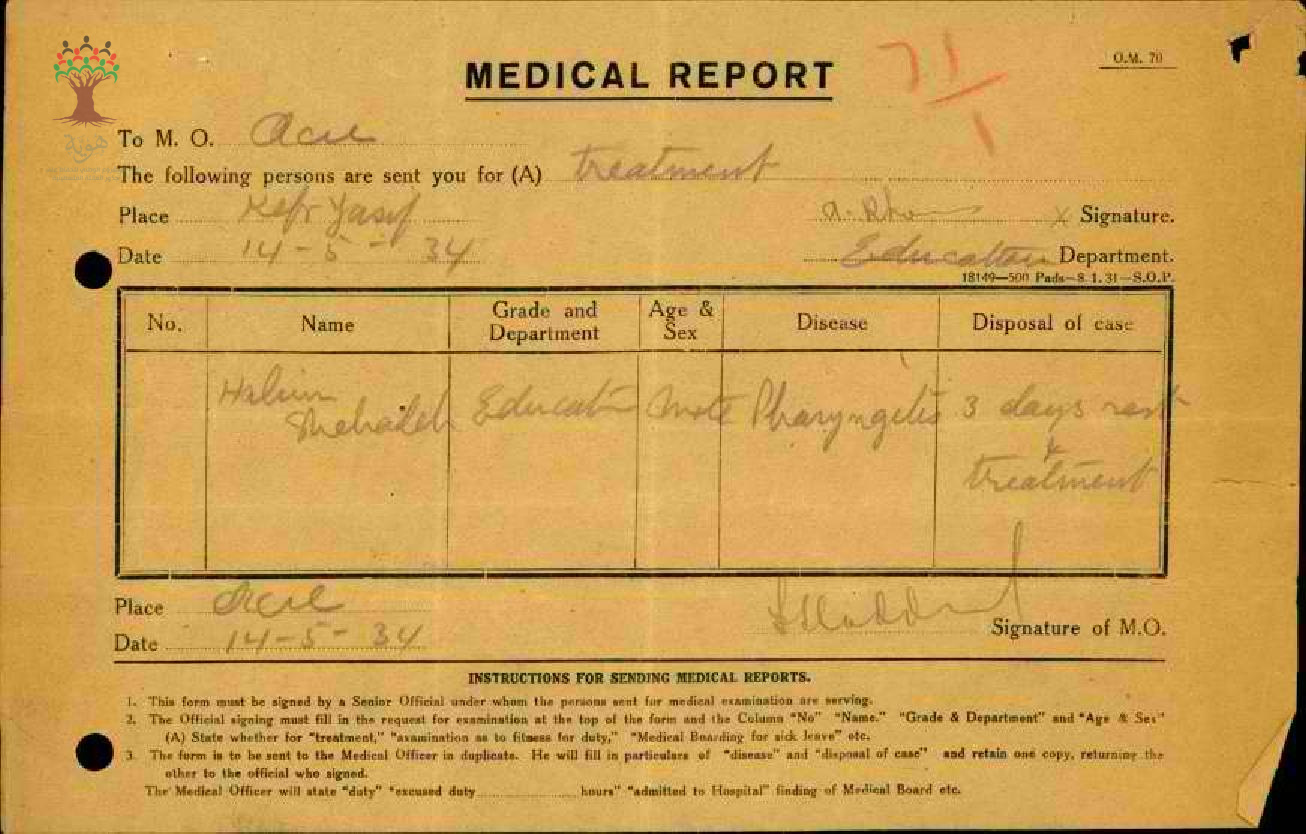 هوية
MEDICAL REPORT
O.M. 70
To M. O. Acre
The following persons are sent you for (A) treatment
Place Kefr Yasif
Signature.
Date 14-5-34
Education Department.
18149—500 Pads—8.1.31—S.O.P.
No. Name Grade and Department Age & Sex Disease Disposal of case
Halim Education Male Pharyngitis 3 days rest
& treatment
Place Acre
Date 14-5-34
Signature of M.O.
INSTRUCTIONS FOR SENDING MEDICAL REPORTS.
1. This form must be signed by a Senior Official under whom the persons sent for medical examination are serving.
2. The Official signing must fill in the request for examination at the top of the form and the Column "No" "Name." "Grade & Department" and "Age & Sex"
(A) State whether for "treatment," "examination as to fitness for duty," "Medical Boarding for sick leave" etc.
3. The form is to be sent to the Medical Officer in duplicate. He will fill in particulars of "disease" and "disposal of case" and retain one copy, returning the
other to the official who signed.
The Medical Officer will state "duty" "excused duty hours" "admitted to Hospital" finding of Medical Board etc.